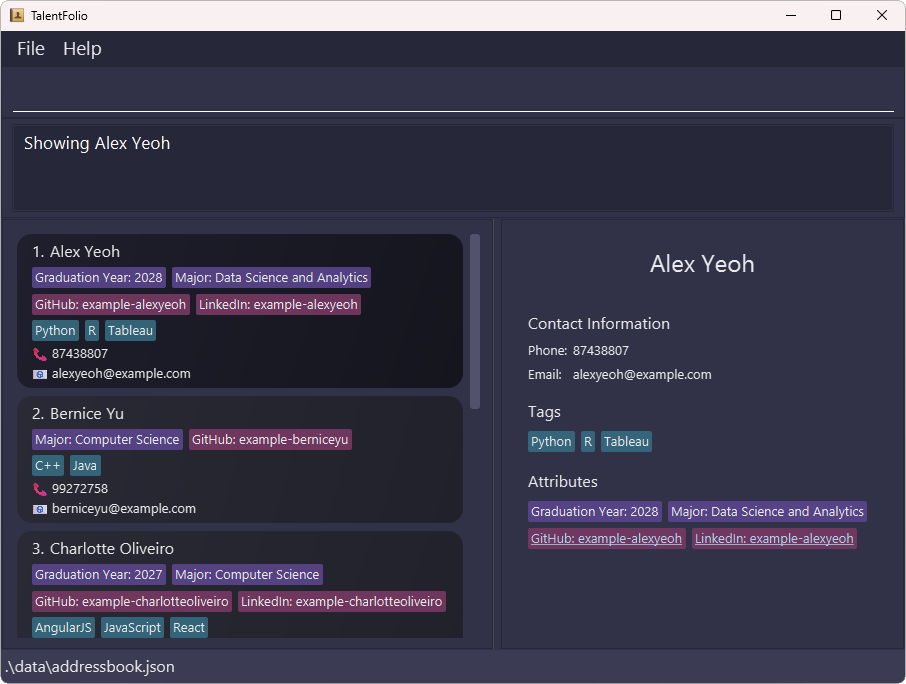 TalentFolio
File Help
Showing Alex Yeoh
1. Alex Yeoh
Graduation Year: 2028 Major: Data Science and Analytics
GitHub: example-alexyeoh LinkedIn: example-alexyeoh
Python R Tableau
87438807
alexyeoh@example.com
2. Bernice Yu
Major: Computer Science GitHub: example-berniceyu
C++ Java
99272758
berniceyu@example.com
3. Charlotte Oliveiro
Graduation Year: 2027 Major: Computer Science
GitHub: example-charlotteoliveiro LinkedIn: example-charlotteoliveiro
AngularJS JavaScript React
Alex Yeoh
Contact Information
Phone: 87438807
Email: alexyeoh@example.com
Tags
Python R Tableau
Attributes
Graduation Year: 2028 Major: Data Science and Analytics
GitHub: example-alexyeoh LinkedIn: example-alexyeoh
.\data\addressbook.json